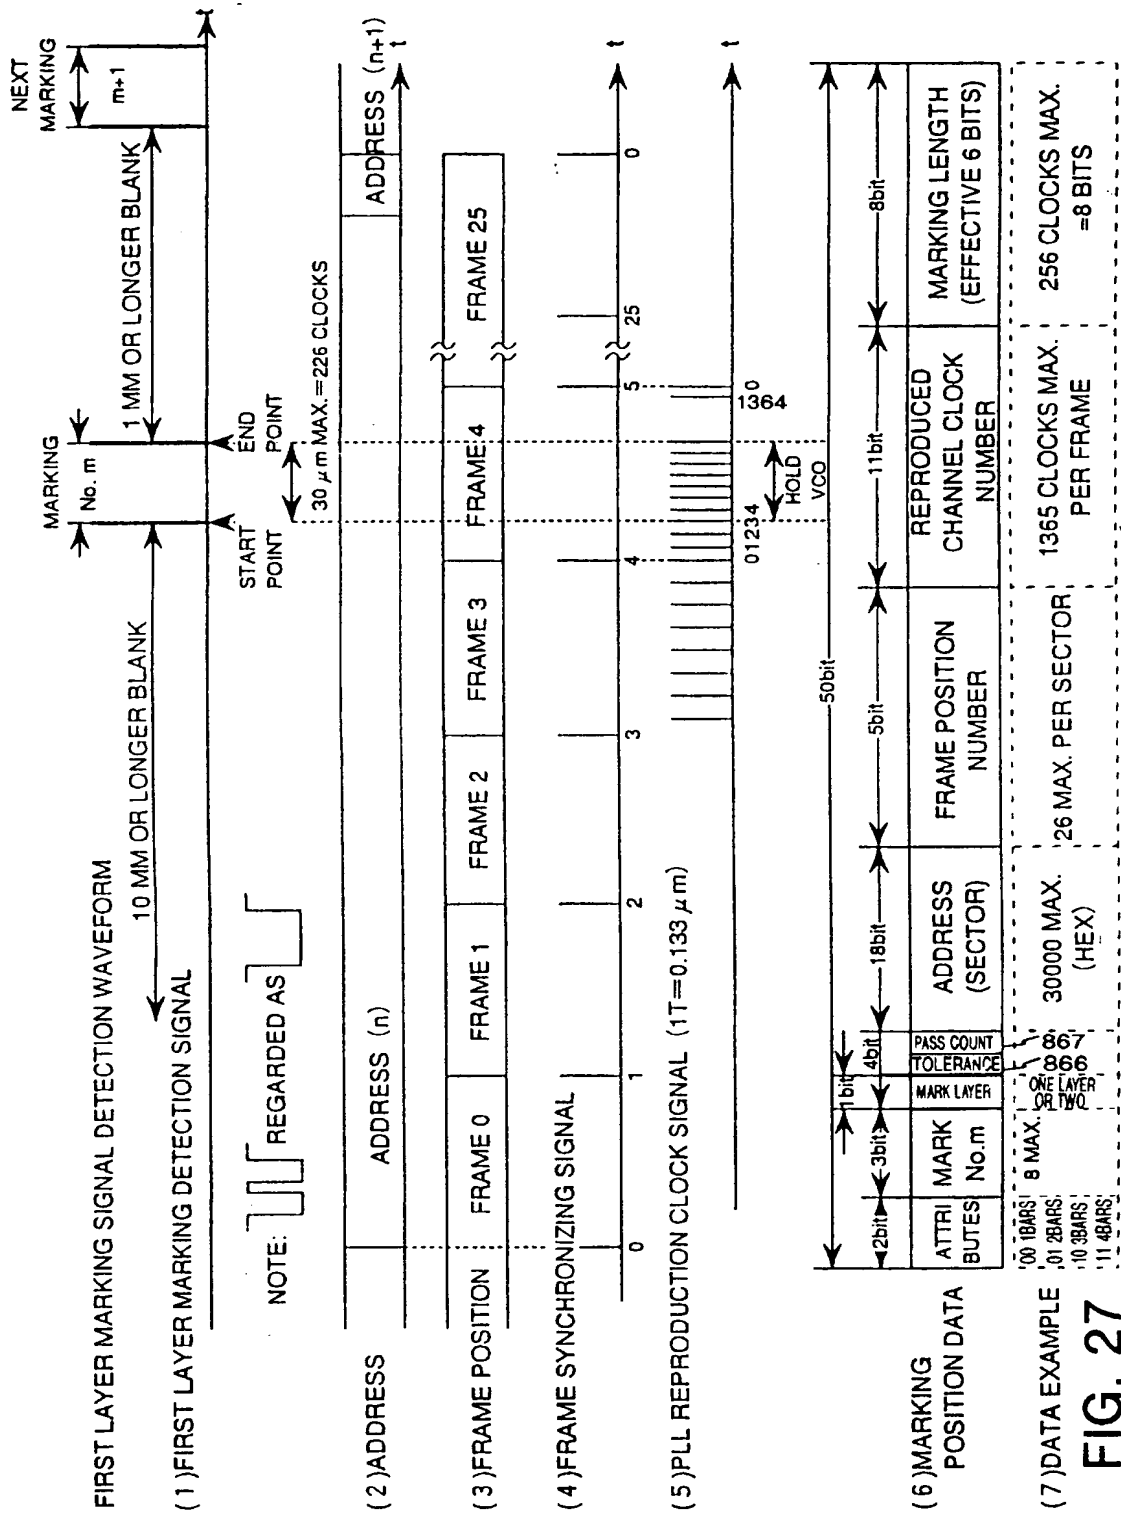 FIRST LAYER MARKING SIGNAL DETECTION WAVEFORM
MARKING
No. m
NEXT
MARKING
m+1
10 MM OR LONGER BLANK
1 MM OR LONGER BLANK
(1)FIRST LAYER MARKING DETECTION SIGNAL
t
START
POINT
END
POINT
NOTE:
REGARDED AS
30 μm MAX.=226 CLOCKS
(2)ADDRESS
ADDRESS (n)
ADDRESS (n+1)
t
(3)FRAME POSITION
FRAME 0
FRAME 1
FRAME 2
FRAME 3
FRAME 4
FRAME 25
(4)FRAME SYNCHRONIZING SIGNAL
0
1
2
3
4
5
25
0
t
(5)PLL REPRODUCTION CLOCK SIGNAL (1T=0.133 μm)
01234
1364
0
t
HOLD
VCO
50bit
2bit
3bit
1bit
4bit
18bit
5bit
11bit
8bit
(6)MARKING
POSITION DATA
ATTRI
BUTES
MARK
No.m
MARK LAYER
TOLERANCE
PASS COUNT
ADDRESS
(SECTOR)
FRAME POSITION
NUMBER
REPRODUCED
CHANNEL CLOCK
NUMBER
MARKING LENGTH
(EFFECTIVE 6 BITS)
(7)DATA EXAMPLE
00 1BARS
01 2BARS
10 3BARS
11 4BARS
8 MAX.
ONE LAYER
OR TWO
866
867
30000 MAX.
(HEX)
26 MAX. PER SECTOR
1365 CLOCKS MAX.
PER FRAME
256 CLOCKS MAX.
=8 BITS
FIG. 27